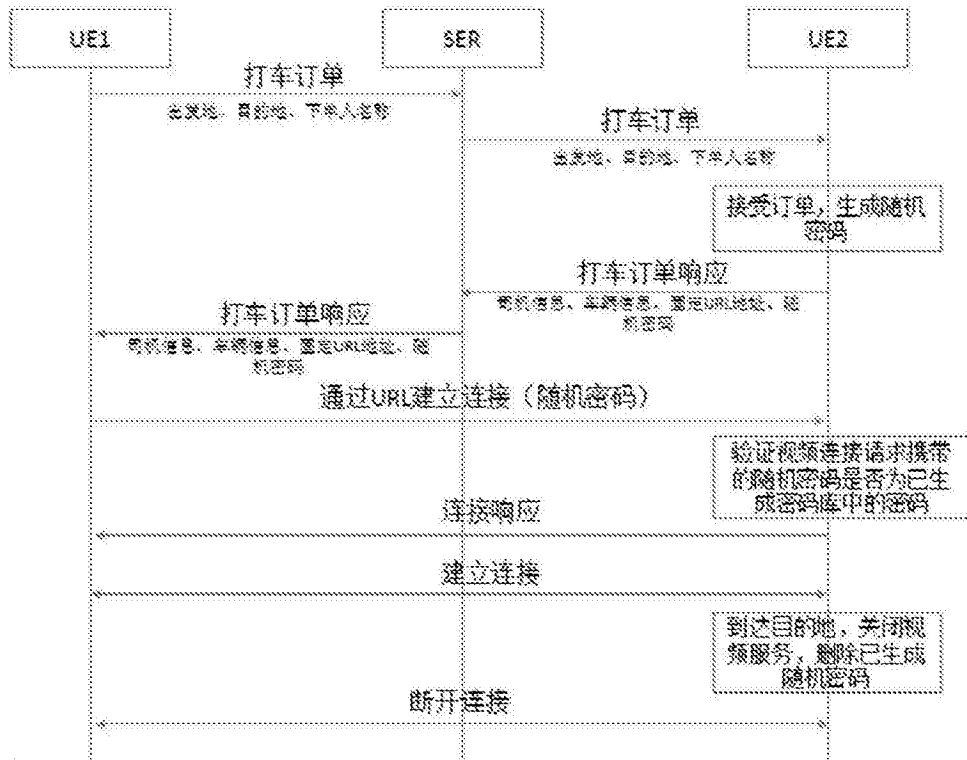 UE1
SER
UE2
打车订单
出发地、目的地、下单人名称
打车订单
出发地、目的地、下单人名称
接受订单，生成随机
密码
打车订单响应
司机信息、车辆信息、固定URL地址、随
机密码
打车订单响应
司机信息、车辆信息、固定URL地址、随
机密码
通过URL建立连接（随机密码）
验证视频连接请求携带
的随机密码是否为已生
成密码库中的密码
连接响应
建立连接
到达目的地，关闭视
频服务，删除已生成
随机密码
断开连接